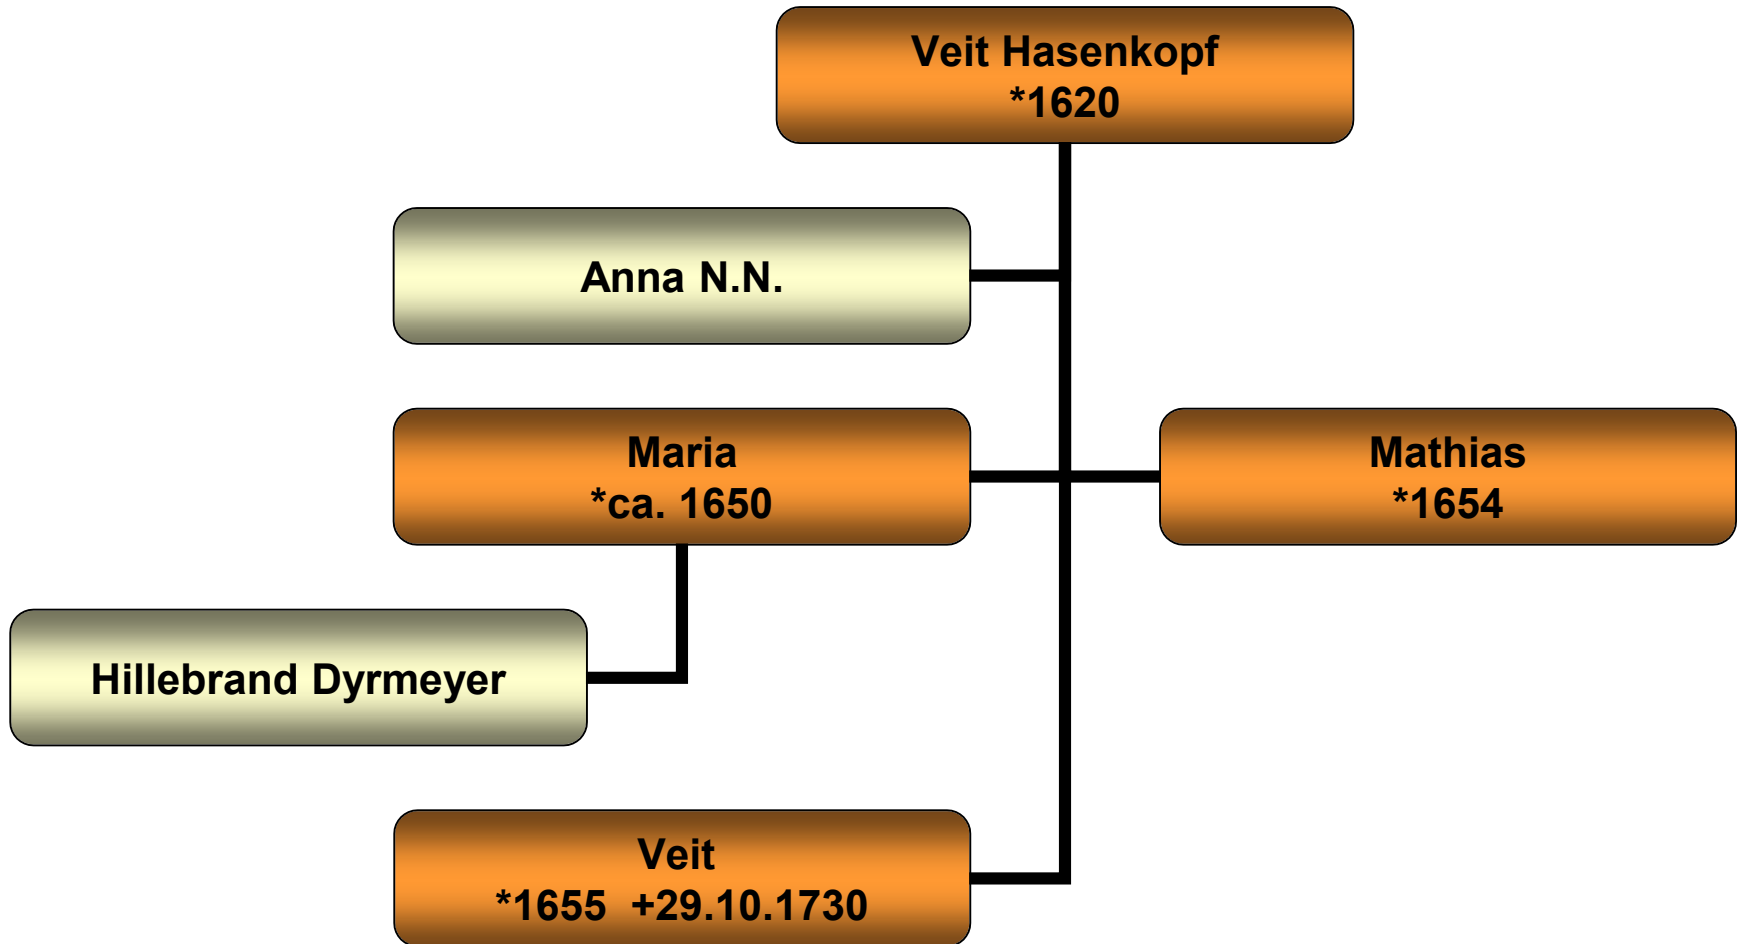 Veit Hasenkopf
*1620
Anna N.N.
Maria
*ca. 1650
Mathias
*1654
Hillebrand Dyrmeyer
Veit
*1655  +29.10.1730